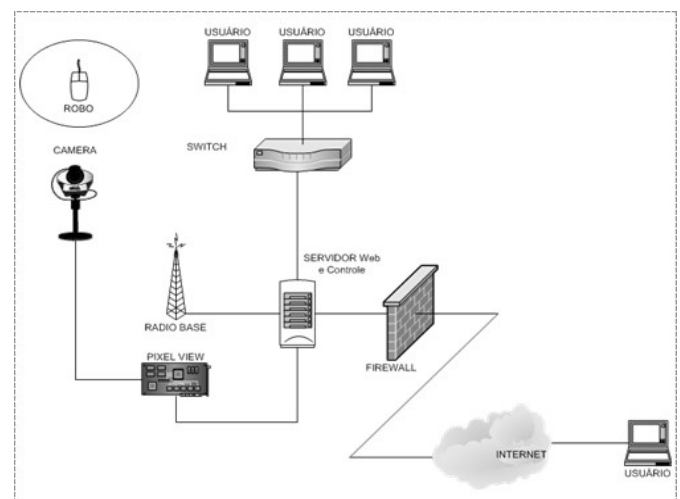 USUÁRIO
USUÁRIO
USUÁRIO
ROBO
SWITCH
CAMERA
SERVIDOR Web
e Controle
RADIO BASE
PIXEL VIEW
FIREWALL
INTERNET
USUÁRIO